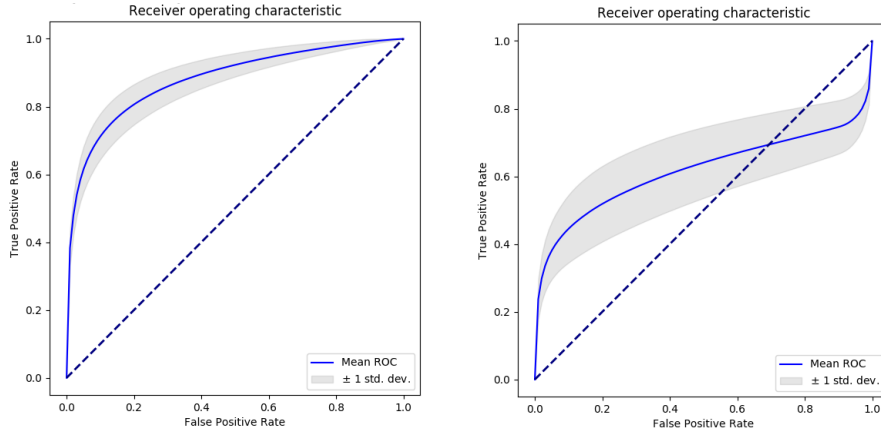 Receiver operating characteristic
1.0
0.8
0.6
0.4
0.2
0.0
True Positive Rate
0.0 0.2 0.4 0.6 0.8 1.0
False Positive Rate
Mean ROC
± 1 std. dev.
Receiver operating characteristic
1.0
0.8
0.6
0.4
0.2
0.0
True Positive Rate
0.0 0.2 0.4 0.6 0.8 1.0
False Positive Rate
Mean ROC
± 1 std. dev.